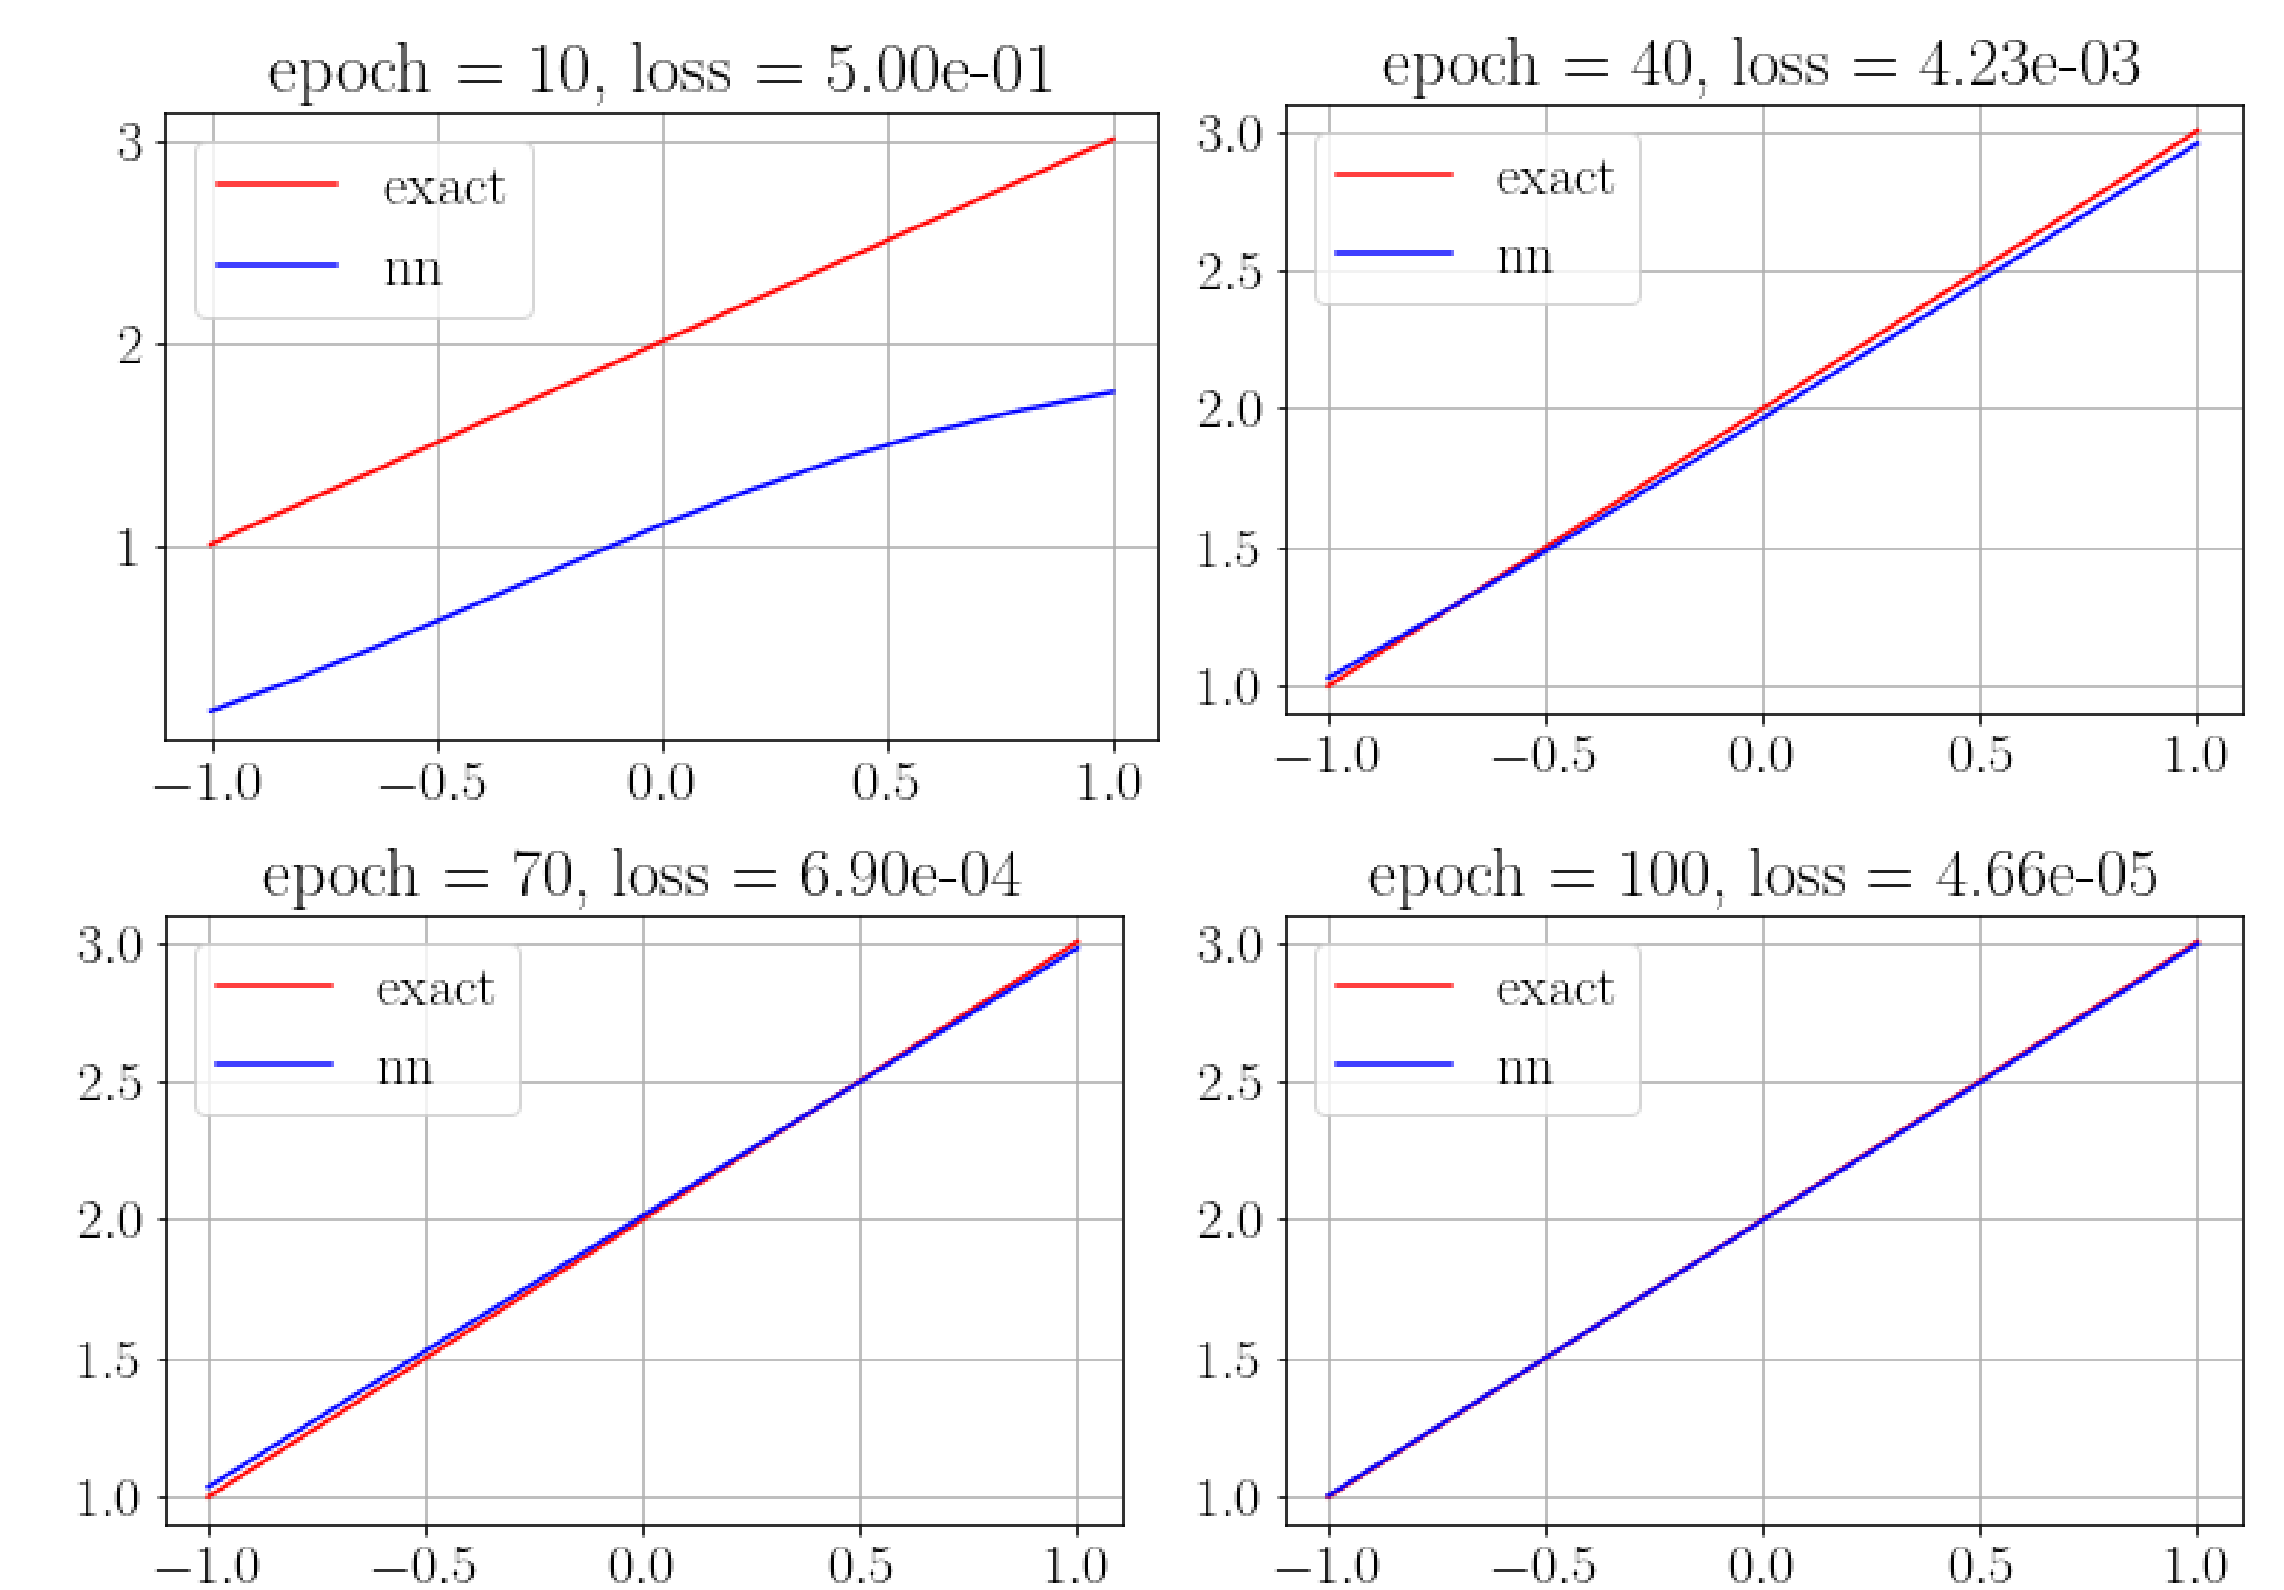 epoch = 10, loss = 5.00e-01
3
2
1
exact
nn
−1.0 −0.5 0.0 0.5 1.0
epoch = 40, loss = 4.23e-03
3.0
2.5
2.0
1.5
1.0
exact
nn
−1.0 −0.5 0.0 0.5 1.0
epoch = 70, loss = 6.90e-04
3.0
2.5
2.0
1.5
1.0
exact
nn
−1.0 −0.5 0.0 0.5 1.0
epoch = 100, loss = 4.66e-05
3.0
2.5
2.0
1.5
1.0
exact
nn
−1.0 −0.5 0.0 0.5 1.0